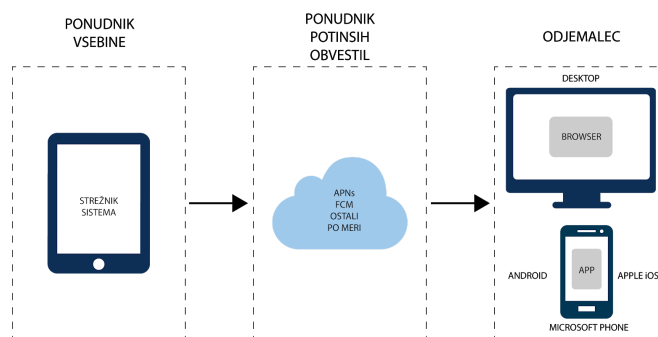 PONUDNIK
VSEBINE
PONUDNIK
POTINSIH
OBVESTIL
ODJEMALEC
STREŽNIK
SISTEMA
APNs
FCM
OSTALI
PO MERI
DESKTOP
BROWSER
ANDROID
APP
APPLE iOS
MICROSOFT PHONE